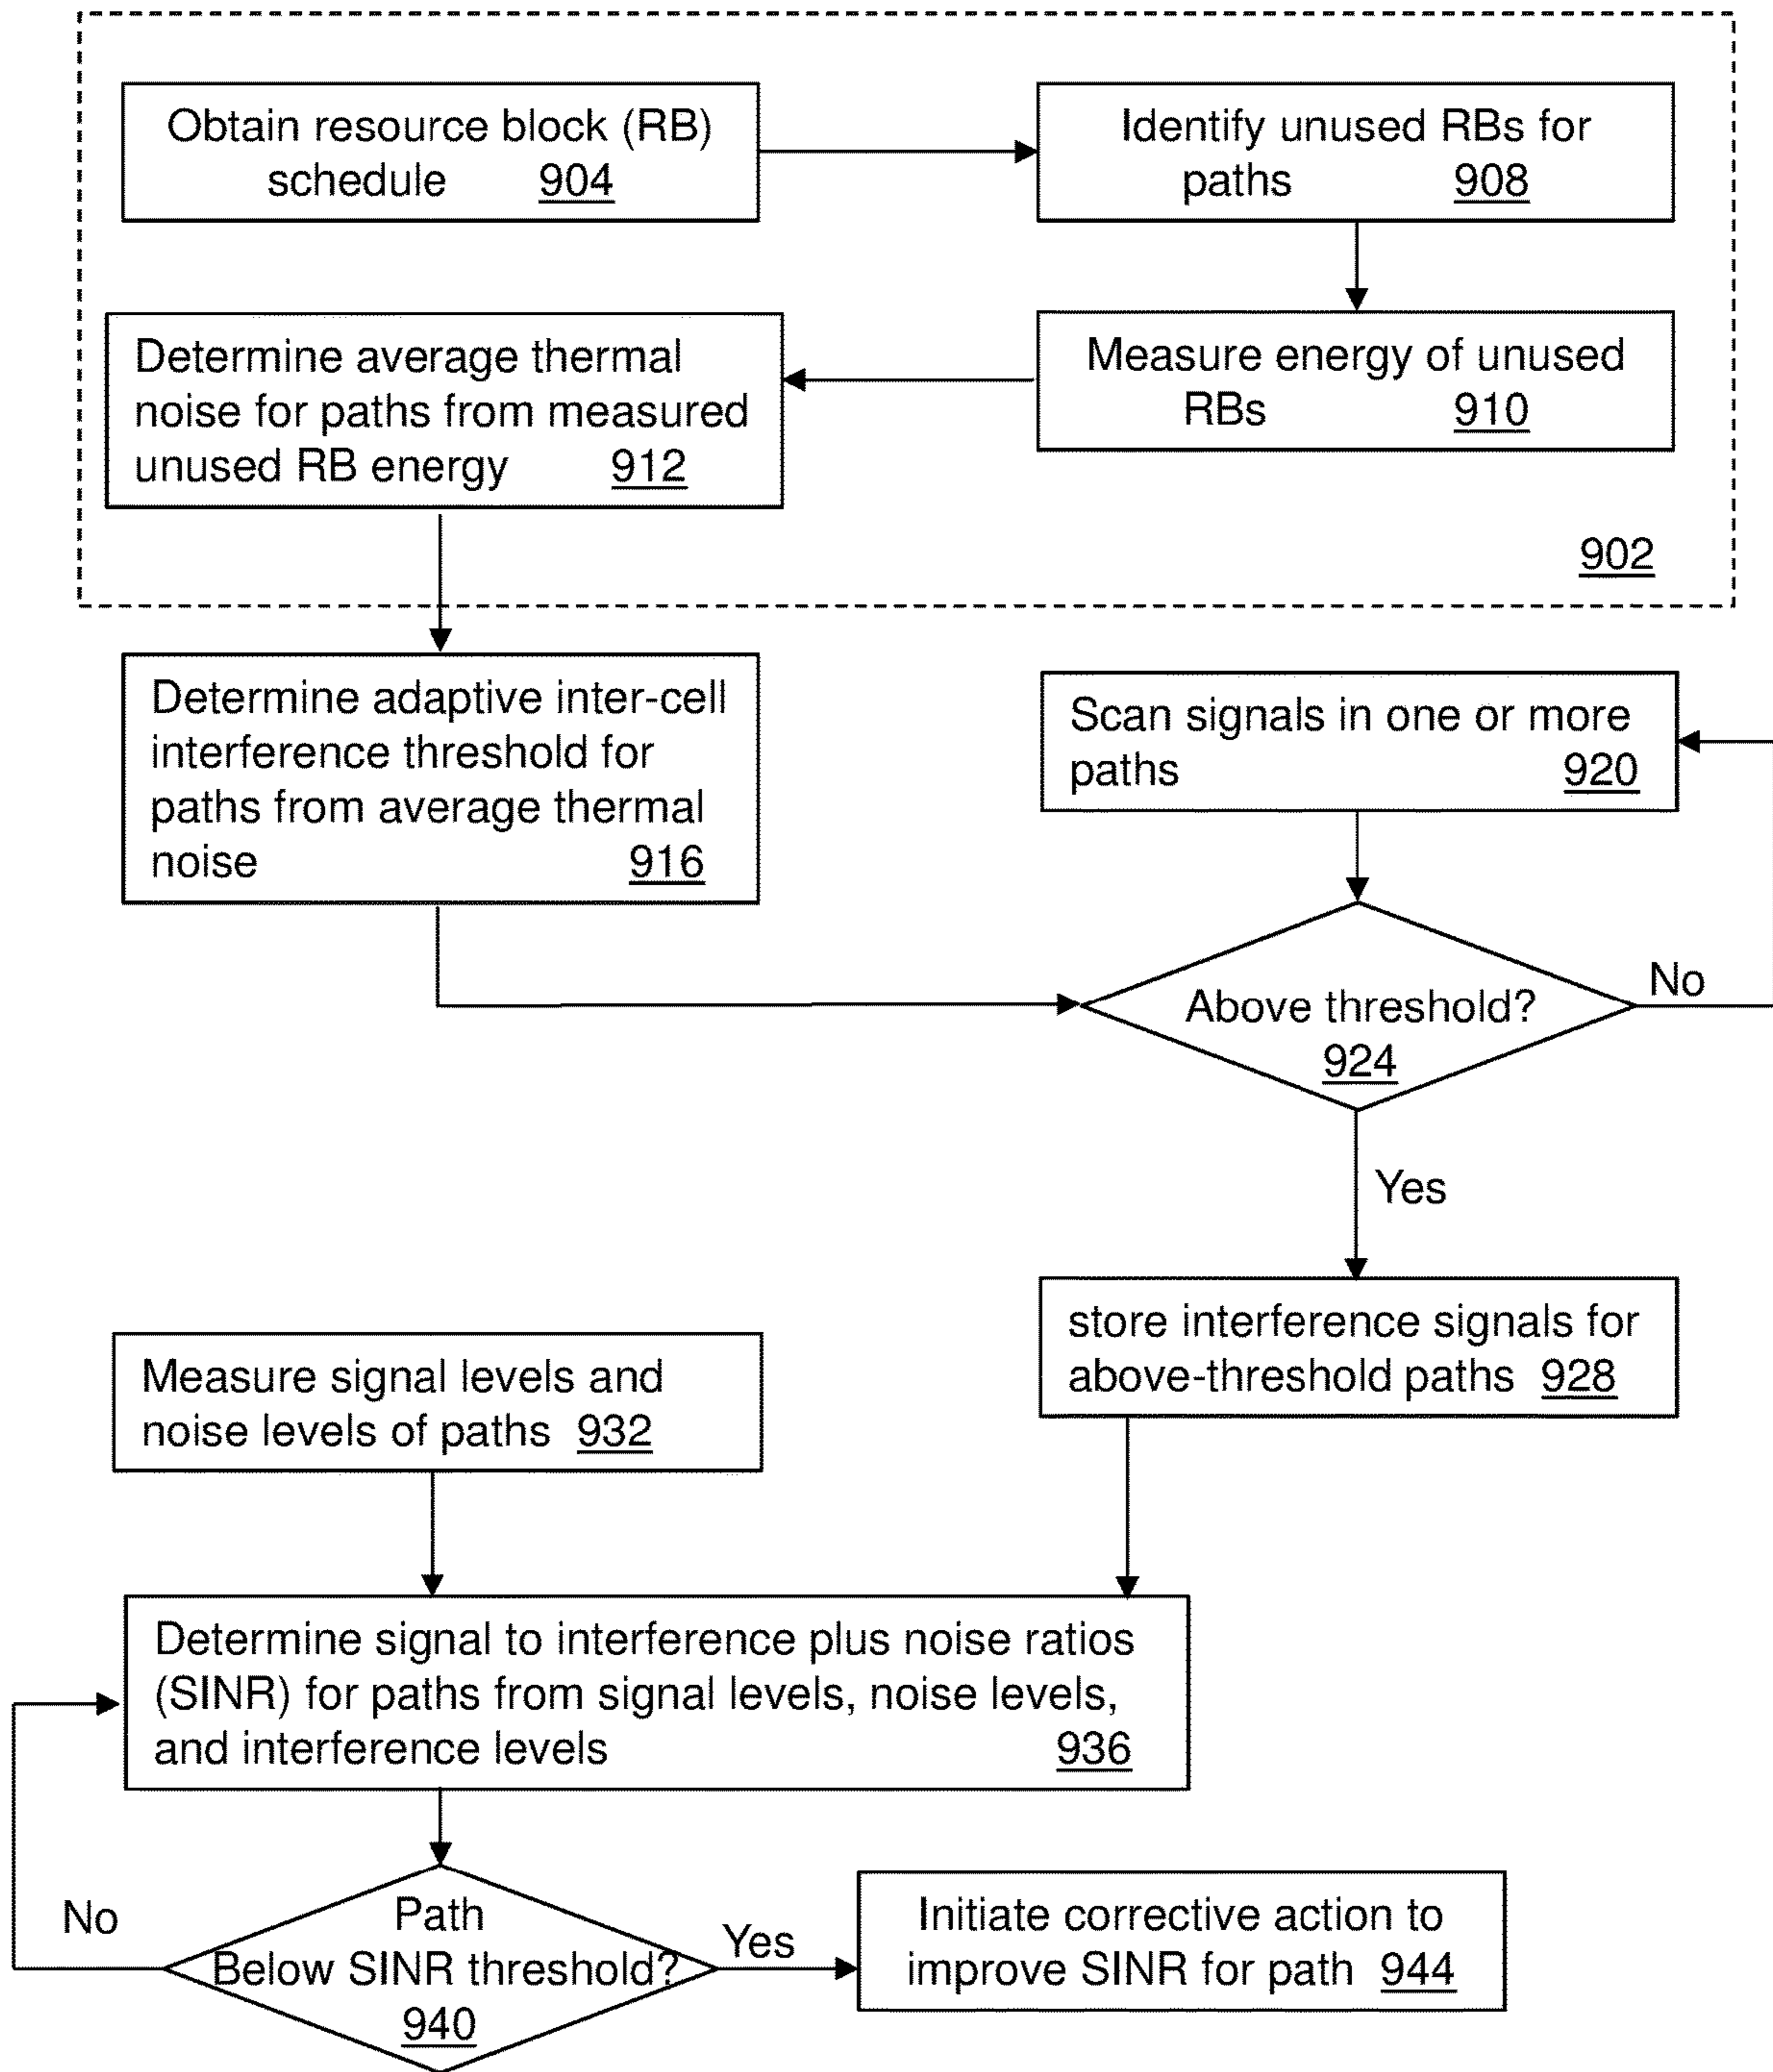 Obtain resource block (RB)
schedule 904
Identify unused RBs for
paths 908
Determine average thermal
noise for paths from measured
unused RB energy 912
Measure energy of unused
RBs 910
902
Determine adaptive inter-cell
interference threshold for
paths from average thermal
noise 916
Scan signals in one or more
paths 920
Above threshold?
924
No
Yes
store interference signals for
above-threshold paths 928
Measure signal levels and
noise levels of paths 932
Determine signal to interference plus noise ratios
(SINR) for paths from signal levels, noise levels,
and interference levels 936
No
Path
Below SINR threshold?
940
Yes
Initiate corrective action to
improve SINR for path 944